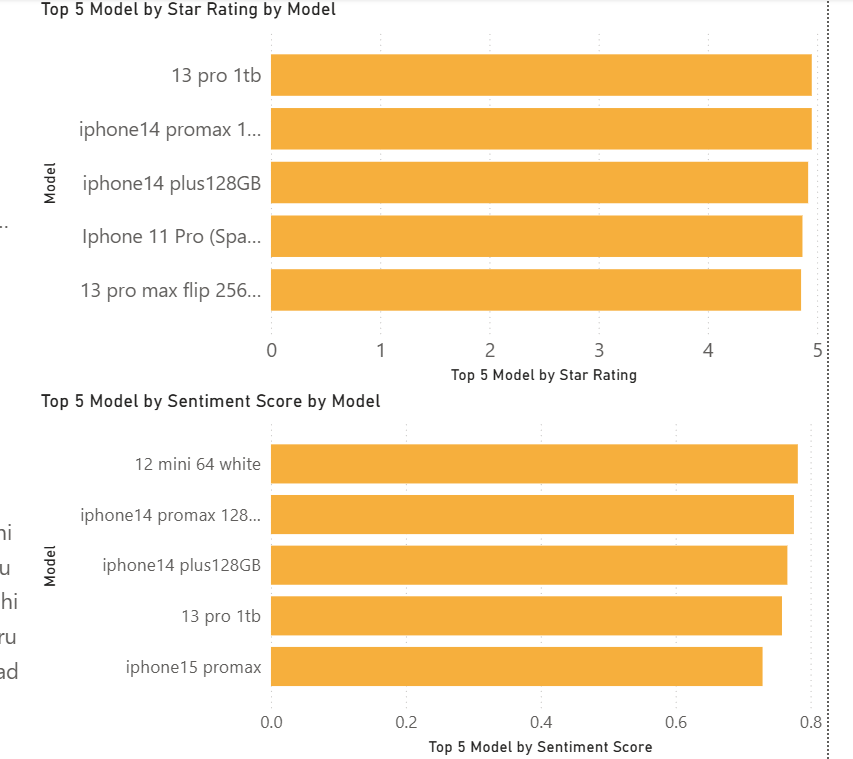 Top 5 Model by Star Rating by Model
Model
13 pro 1tb
iphone14 promax 1...
iphone14 plus128GB
Iphone 11 Pro (Spa...
13 pro max flip 256...
0 1 2 3 4 5
Top 5 Model by Star Rating
..
Top 5 Model by Sentiment Score by Model
Model
12 mini 64 white
iphone14 promax 128...
iphone14 plus128GB
13 pro 1tb
iphone15 promax
0.0 0.2 0.4 0.6 0.8
Top 5 Model by Sentiment Score
hi
ru
ad